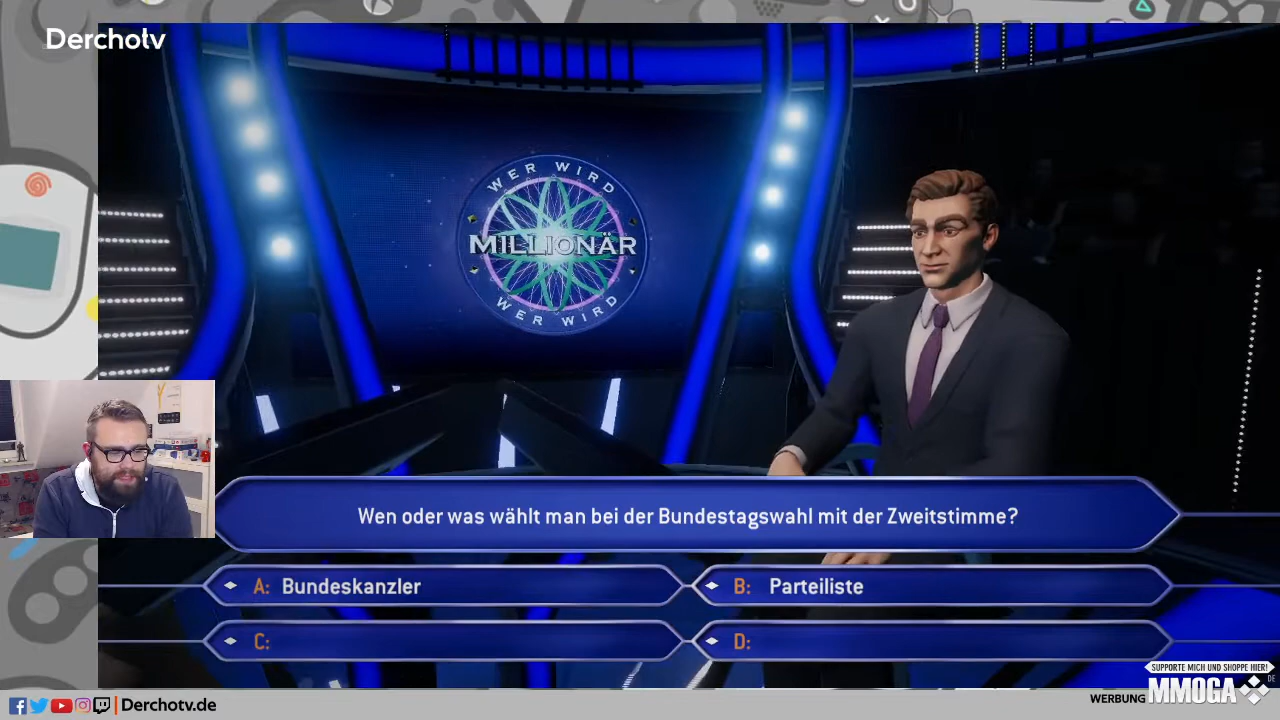 Derchotv
WER WIRD
MILLIONÄR
WER WIRD
Wen oder was wählt man bei der Bundestagswahl mit der Zweitstimme?
A: Bundeskanzler
B: Parteiliste
C:
D:
SUPPORTE MICH UND SHOPPE HIER!
WERBUNG MMOGA DE
Derchotv.de